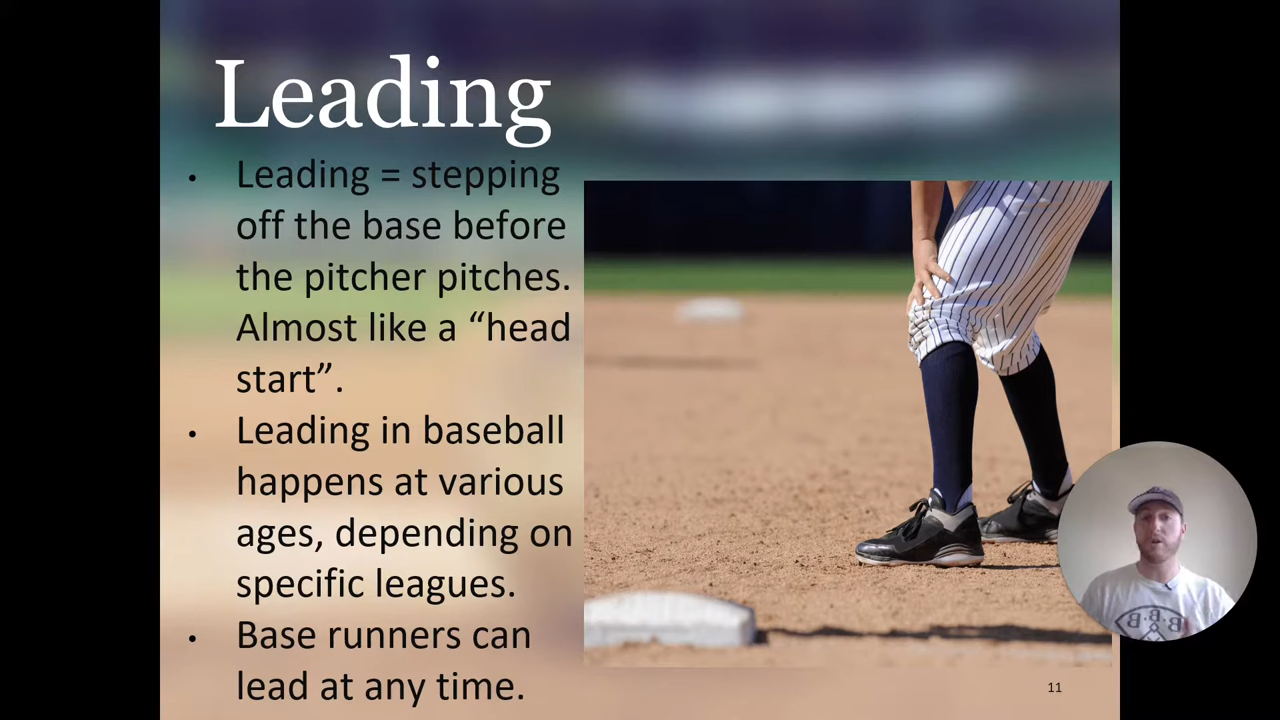 Leading
• Leading = stepping
off the base before
the pitcher pitches.
Almost like a “head
start”.
• Leading in baseball
happens at various
ages, depending on
specific leagues.
• Base runners can
lead at any time.
11
B·B·B